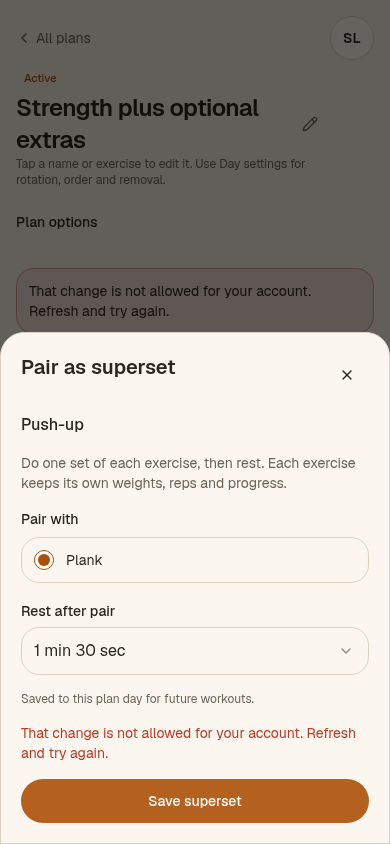 All plans
SL
Active
Strength plus optional
extras
Tap a name or exercise to edit it. Use Day settings for
rotation, order and removal.
Plan options
That change is not allowed for your account.
Refresh and try again.
Pair as superset
Push-up
Do one set of each exercise, then rest. Each exercise
keeps its own weights, reps and progress.
Pair with
Plank
Rest after pair
1 min 30 sec
Saved to this plan day for future workouts.
That change is not allowed for your account. Refresh
and try again.
Save superset